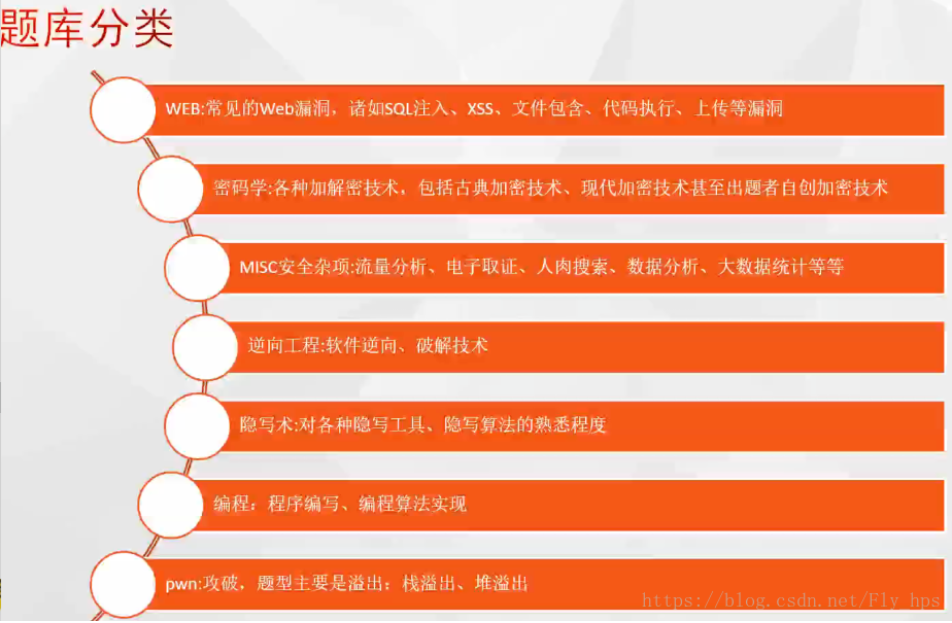 题库分类
WEB:常见的Web漏洞，诸如SQL注入、XSS、文件包含、代码执行、上传等漏洞
密码学:各种加解密技术，包括古典加密技术、现代加密技术甚至出题者自创加密技术
MISC安全杂项:流量分析、电子取证、人肉搜索、数据分析、大数据统计等等
逆向工程:软件逆向、破解技术
隐写术:对各种隐写工具、隐写算法的熟悉程度
编程：程序编写、编程算法实现
pwn:攻破，题型主要是溢出：栈溢出、堆溢出
https://blog.csdn.net/Fly_hps